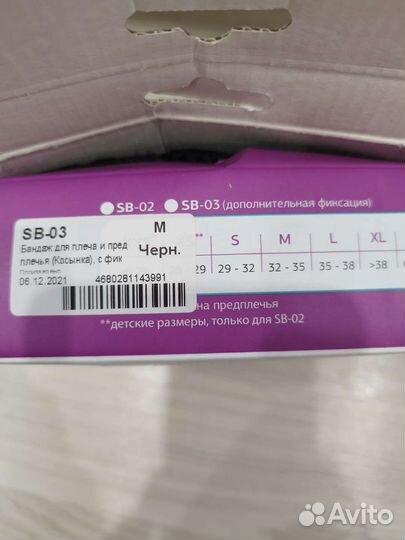 SB-02 SB-03 (дополнительная фиксация)
SB-03 M
Бандаж для плеча и пред Черн.
плечья (Косынка), с фик
06.12.2021 4680281143991
** S M L XL
29 29 - 32 32 - 35 35 - 38 >38
на предплечья
**детские размеры, только для SB-02
Avito